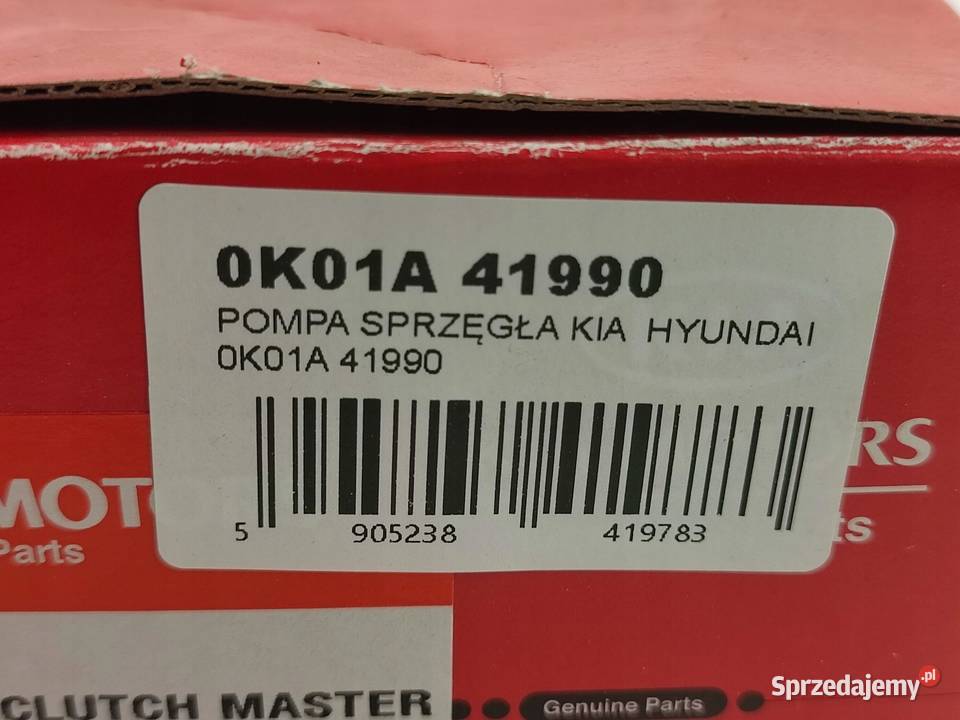 0K01A 41990
POMPA SPRZĘGŁA KIA HYUNDAI
0K01A 41990
5 905238 419783
Parts
CLUTCH MASTER
Genuine Parts
Sprzedajemy.pl